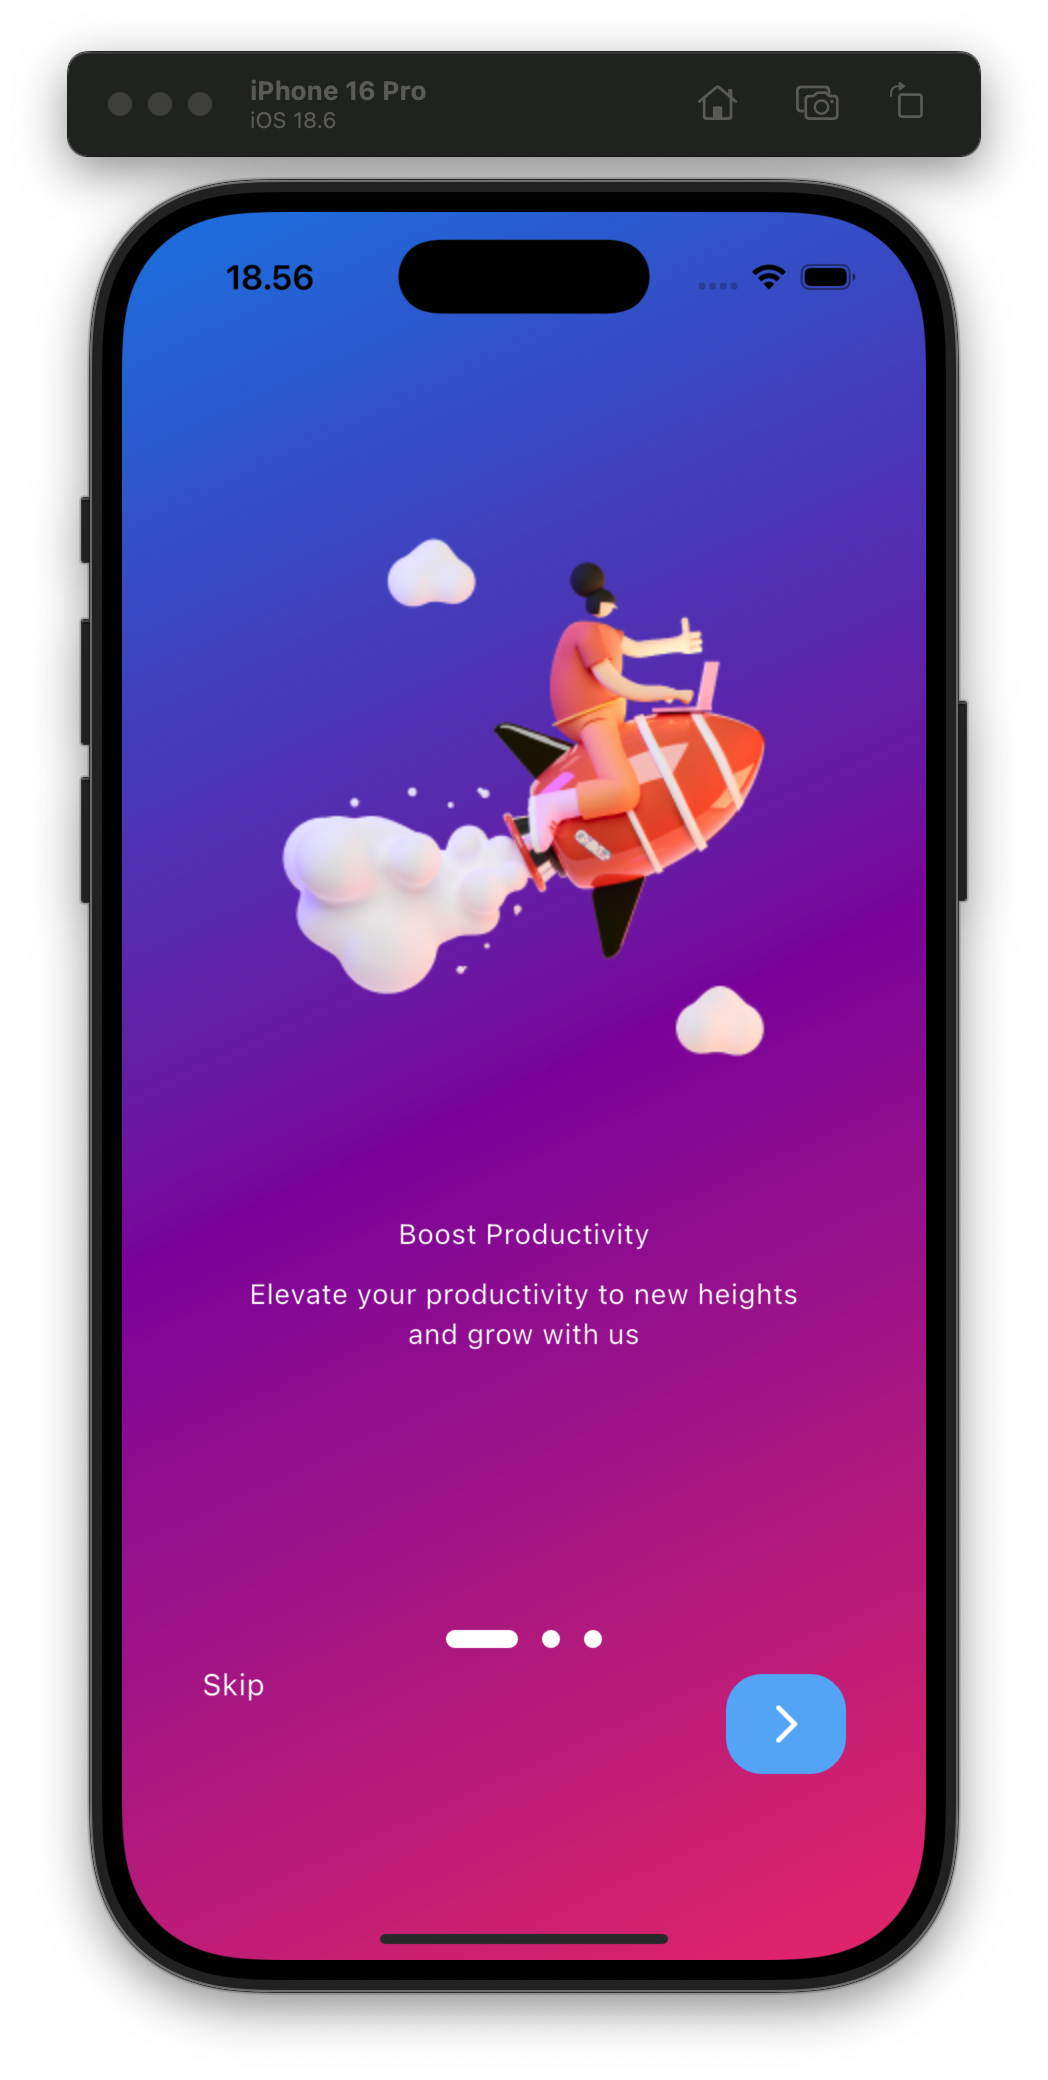 iPhone 16 Pro
iOS 18.6
18.56
Boost Productivity
Elevate your productivity to new heights
and grow with us
Skip